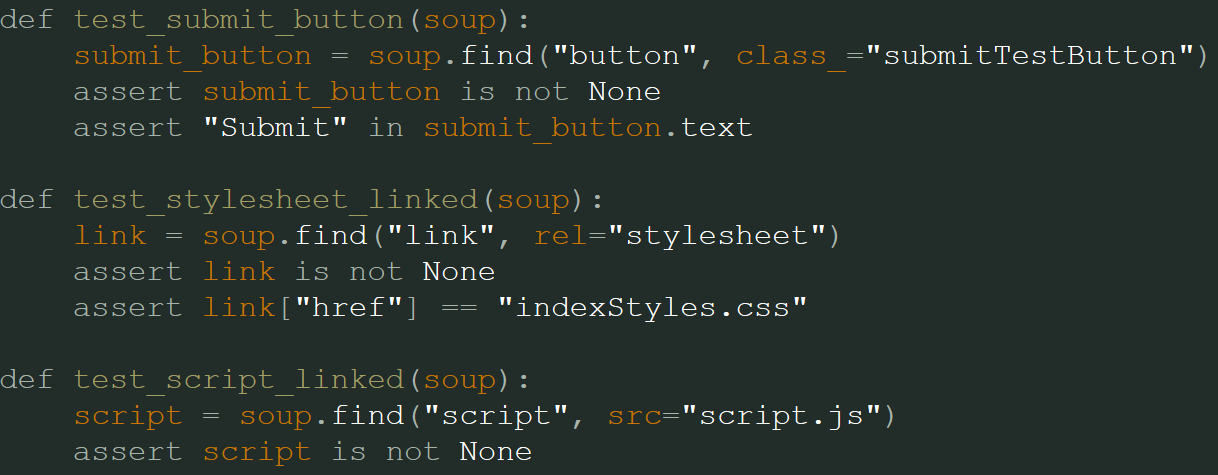 def test_submit_button(soup):
    submit_button = soup.find("button", class_="submitTestButton")
    assert submit_button is not None
    assert "Submit" in submit_button.text

def test_stylesheet_linked(soup):
    link = soup.find("link", rel="stylesheet")
    assert link is not None
    assert link["href"] == "indexStyles.css"

def test_script_linked(soup):
    script = soup.find("script", src="script.js")
    assert script is not None